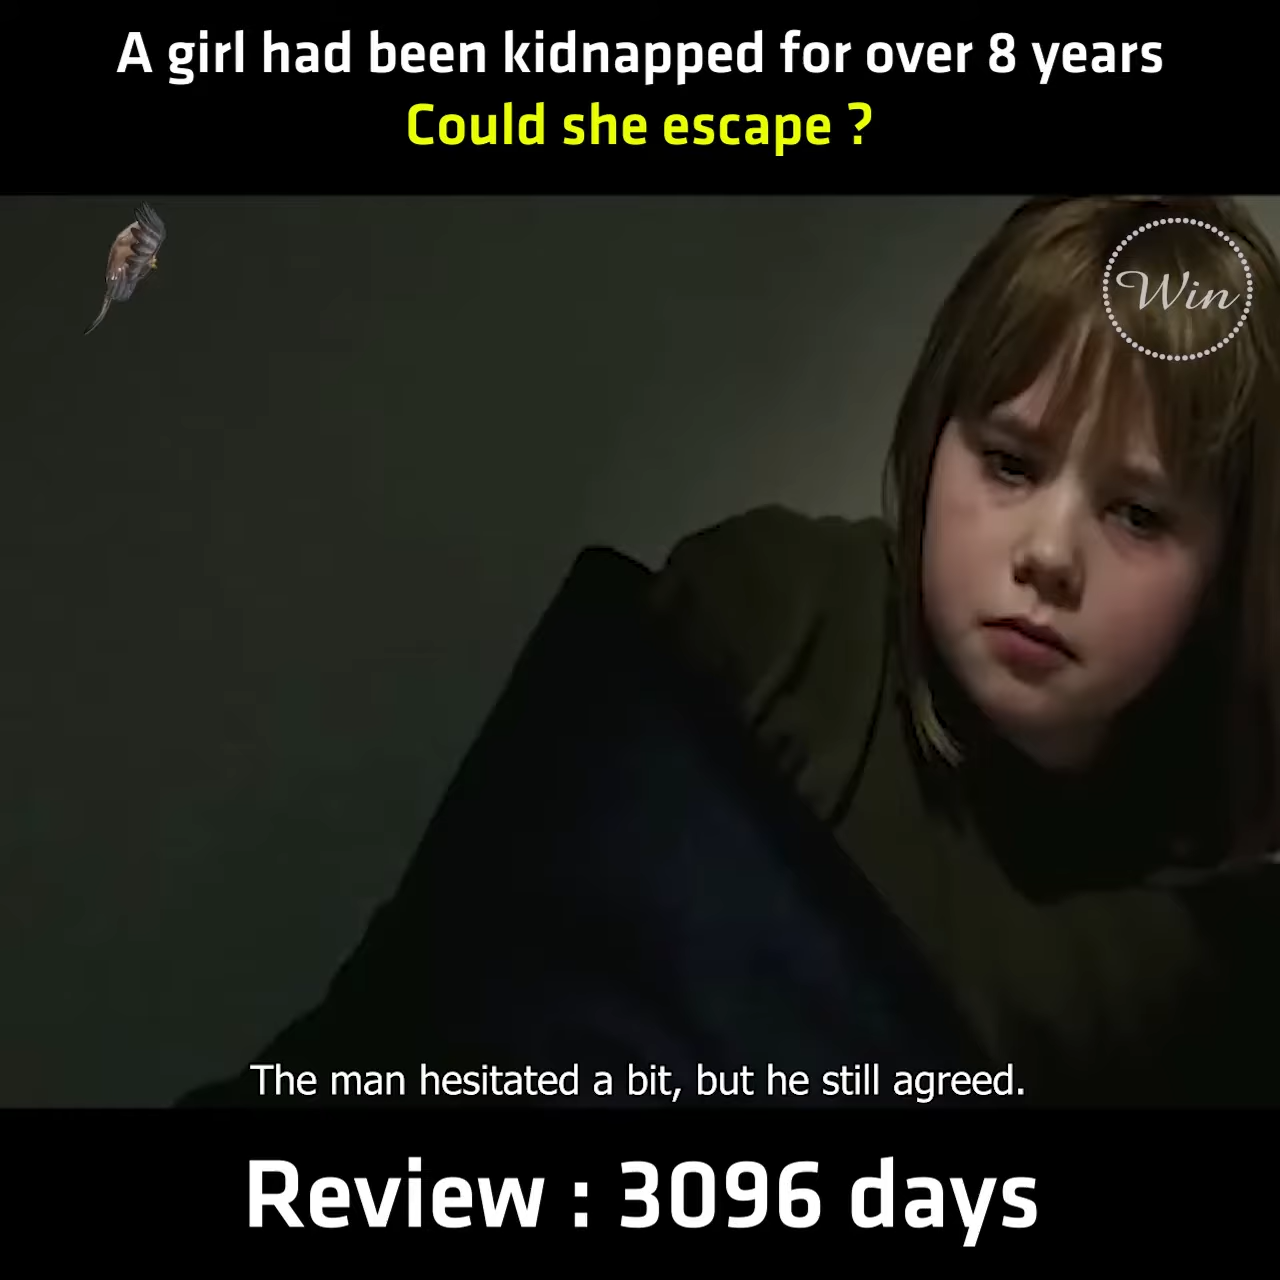 A girl had been kidnapped for over 8 years
Could she escape ?
Win
The man hesitated a bit, but he still agreed.
Review : 3096 days